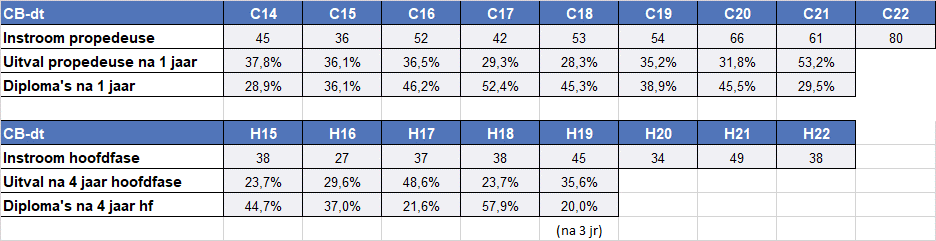 CB-dt C14 C15 C16 C17 C18 C19 C20 C21 C22
Instroom propedeuse 45 36 52 42 53 54 66 61 80
Uitval propedeuse na 1 jaar 37,8% 36,1% 36,5% 29,3% 28,3% 35,2% 31,8% 53,2%
Diploma's na 1 jaar 28,9% 36,1% 46,2% 52,4% 45,3% 38,9% 45,5% 29,5%
CB-dt H15 H16 H17 H18 H19 H20 H21 H22
Instroom hoofdfase 38 27 37 38 45 34 49 38
Uitval na 4 jaar hoofdfase 23,7% 29,6% 48,6% 23,7% 35,6%
Diploma's na 4 jaar hf 44,7% 37,0% 21,6% 57,9% 20,0%
(na 3 jr)